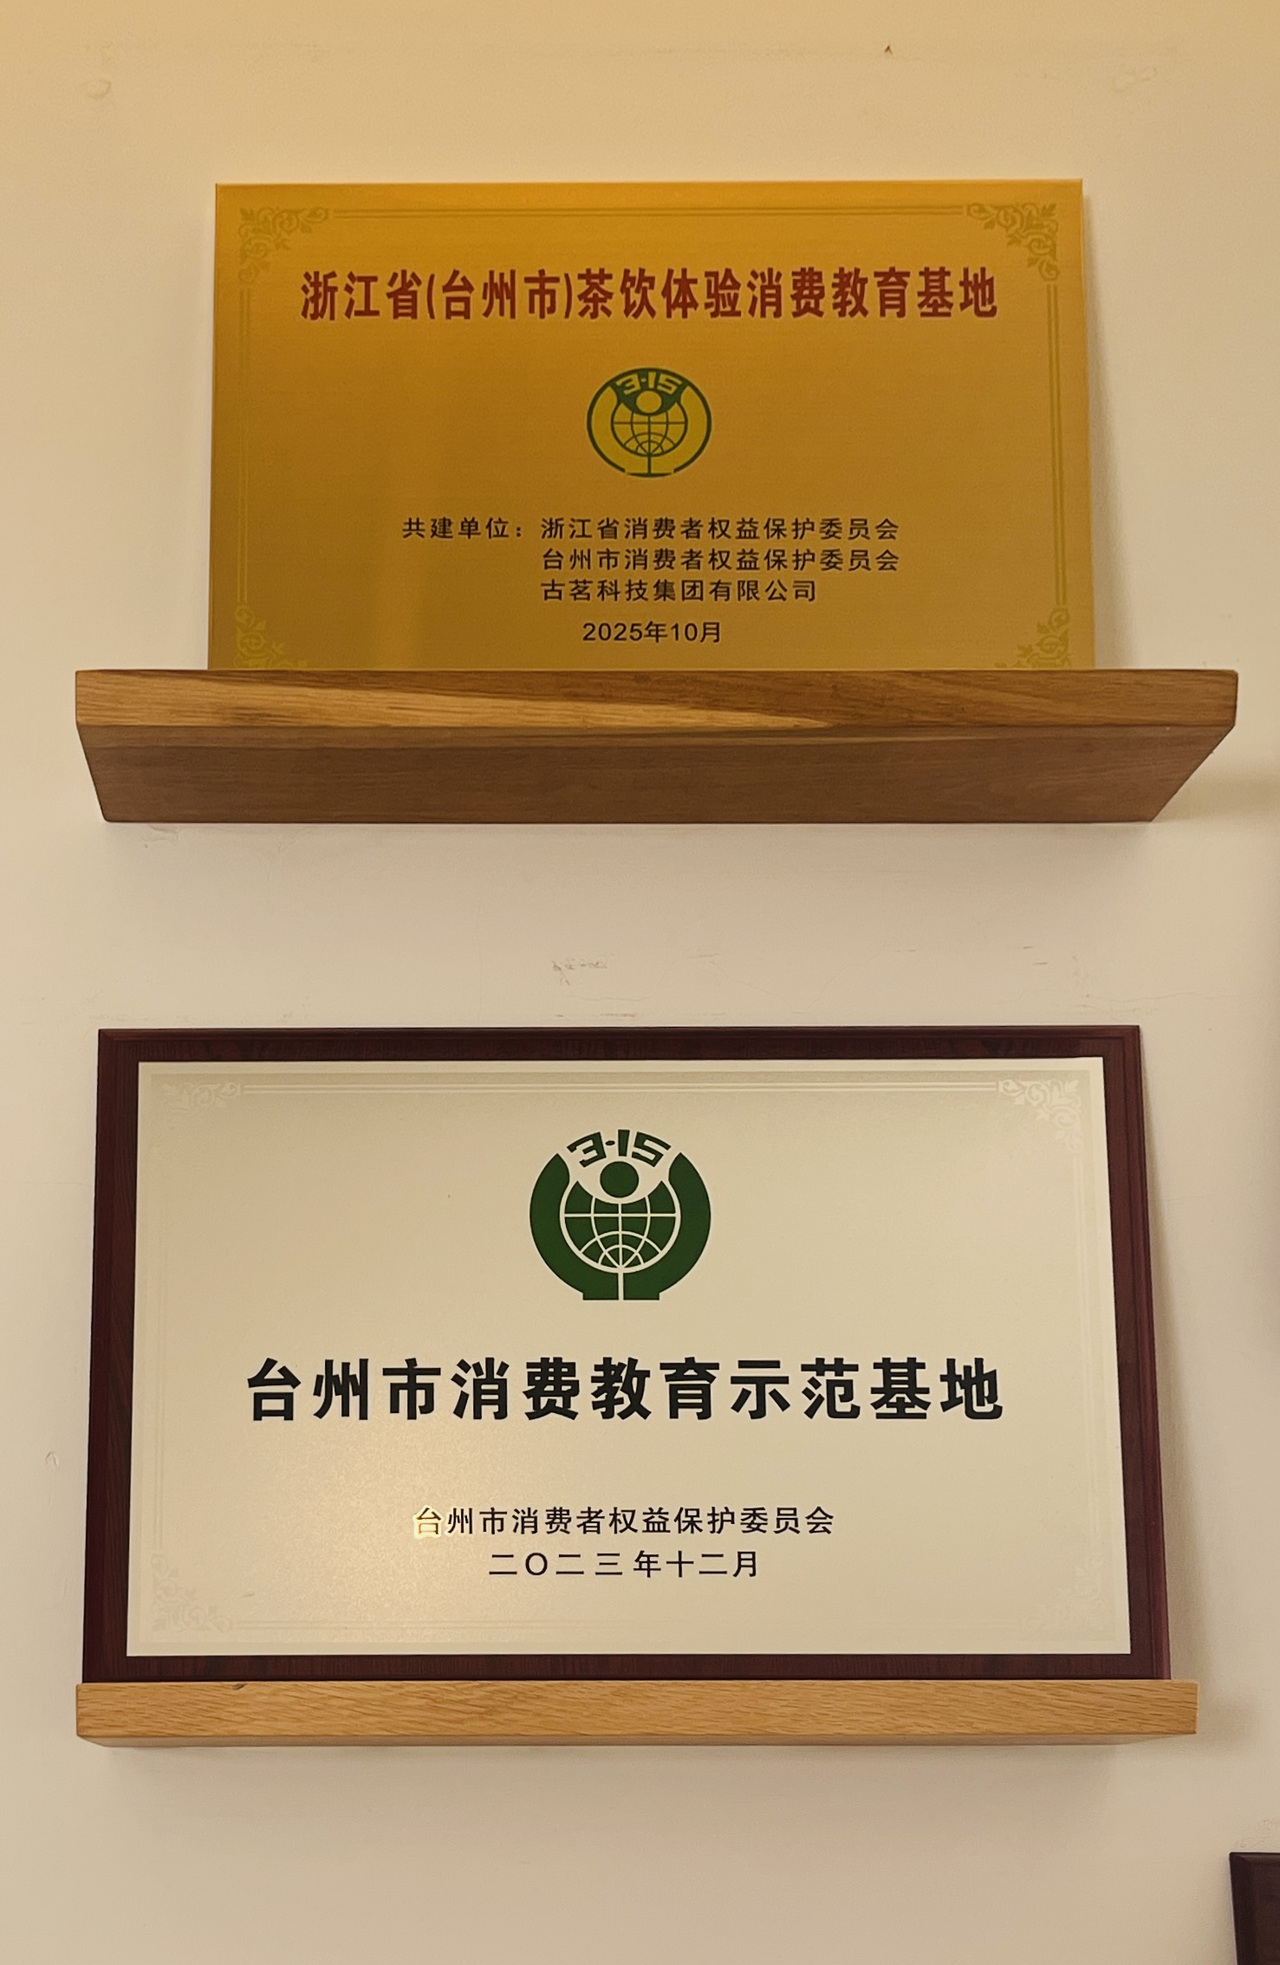 浙江省(台州市)茶饮体验消费教育基地
3·15
共建单位：浙江省消费者权益保护委员会
台州市消费者权益保护委员会
古茗科技集团有限公司
2025年10月
3·15
台州市消费教育示范基地
台州市消费者权益保护委员会
二〇二三年十二月